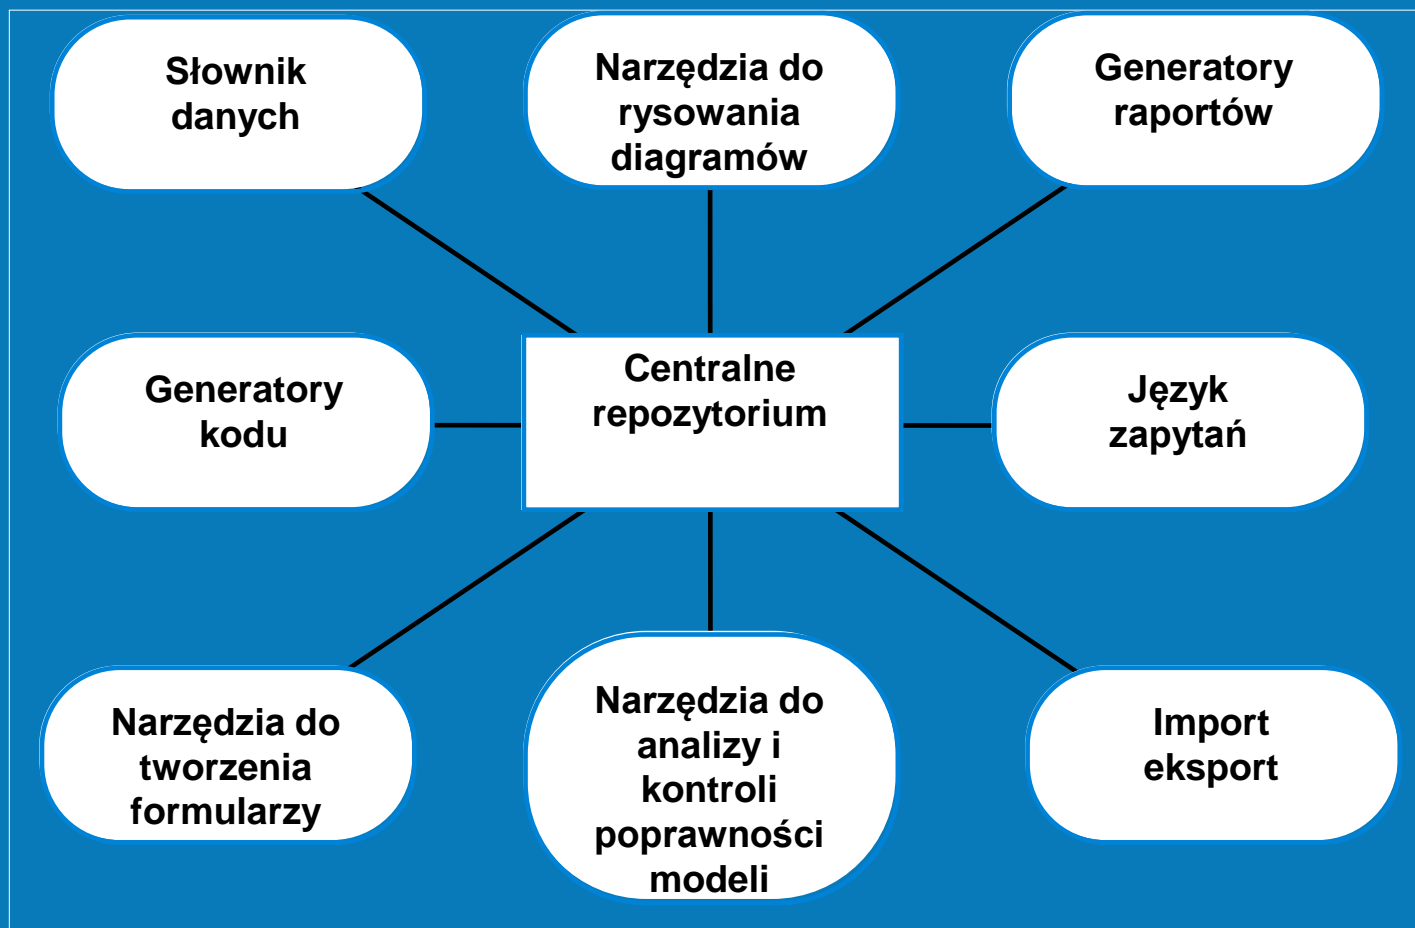 Słownik
danych
Narzędzia do
rysowania
diagramów
Generatory
raportów
Generatory
kodu
Centralne
repozytorium
Język
zapytań
Narzędzia do
tworzenia
formularzy
Narzędzia do
analizy i
kontroli
poprawności
modeli
Import
eksport